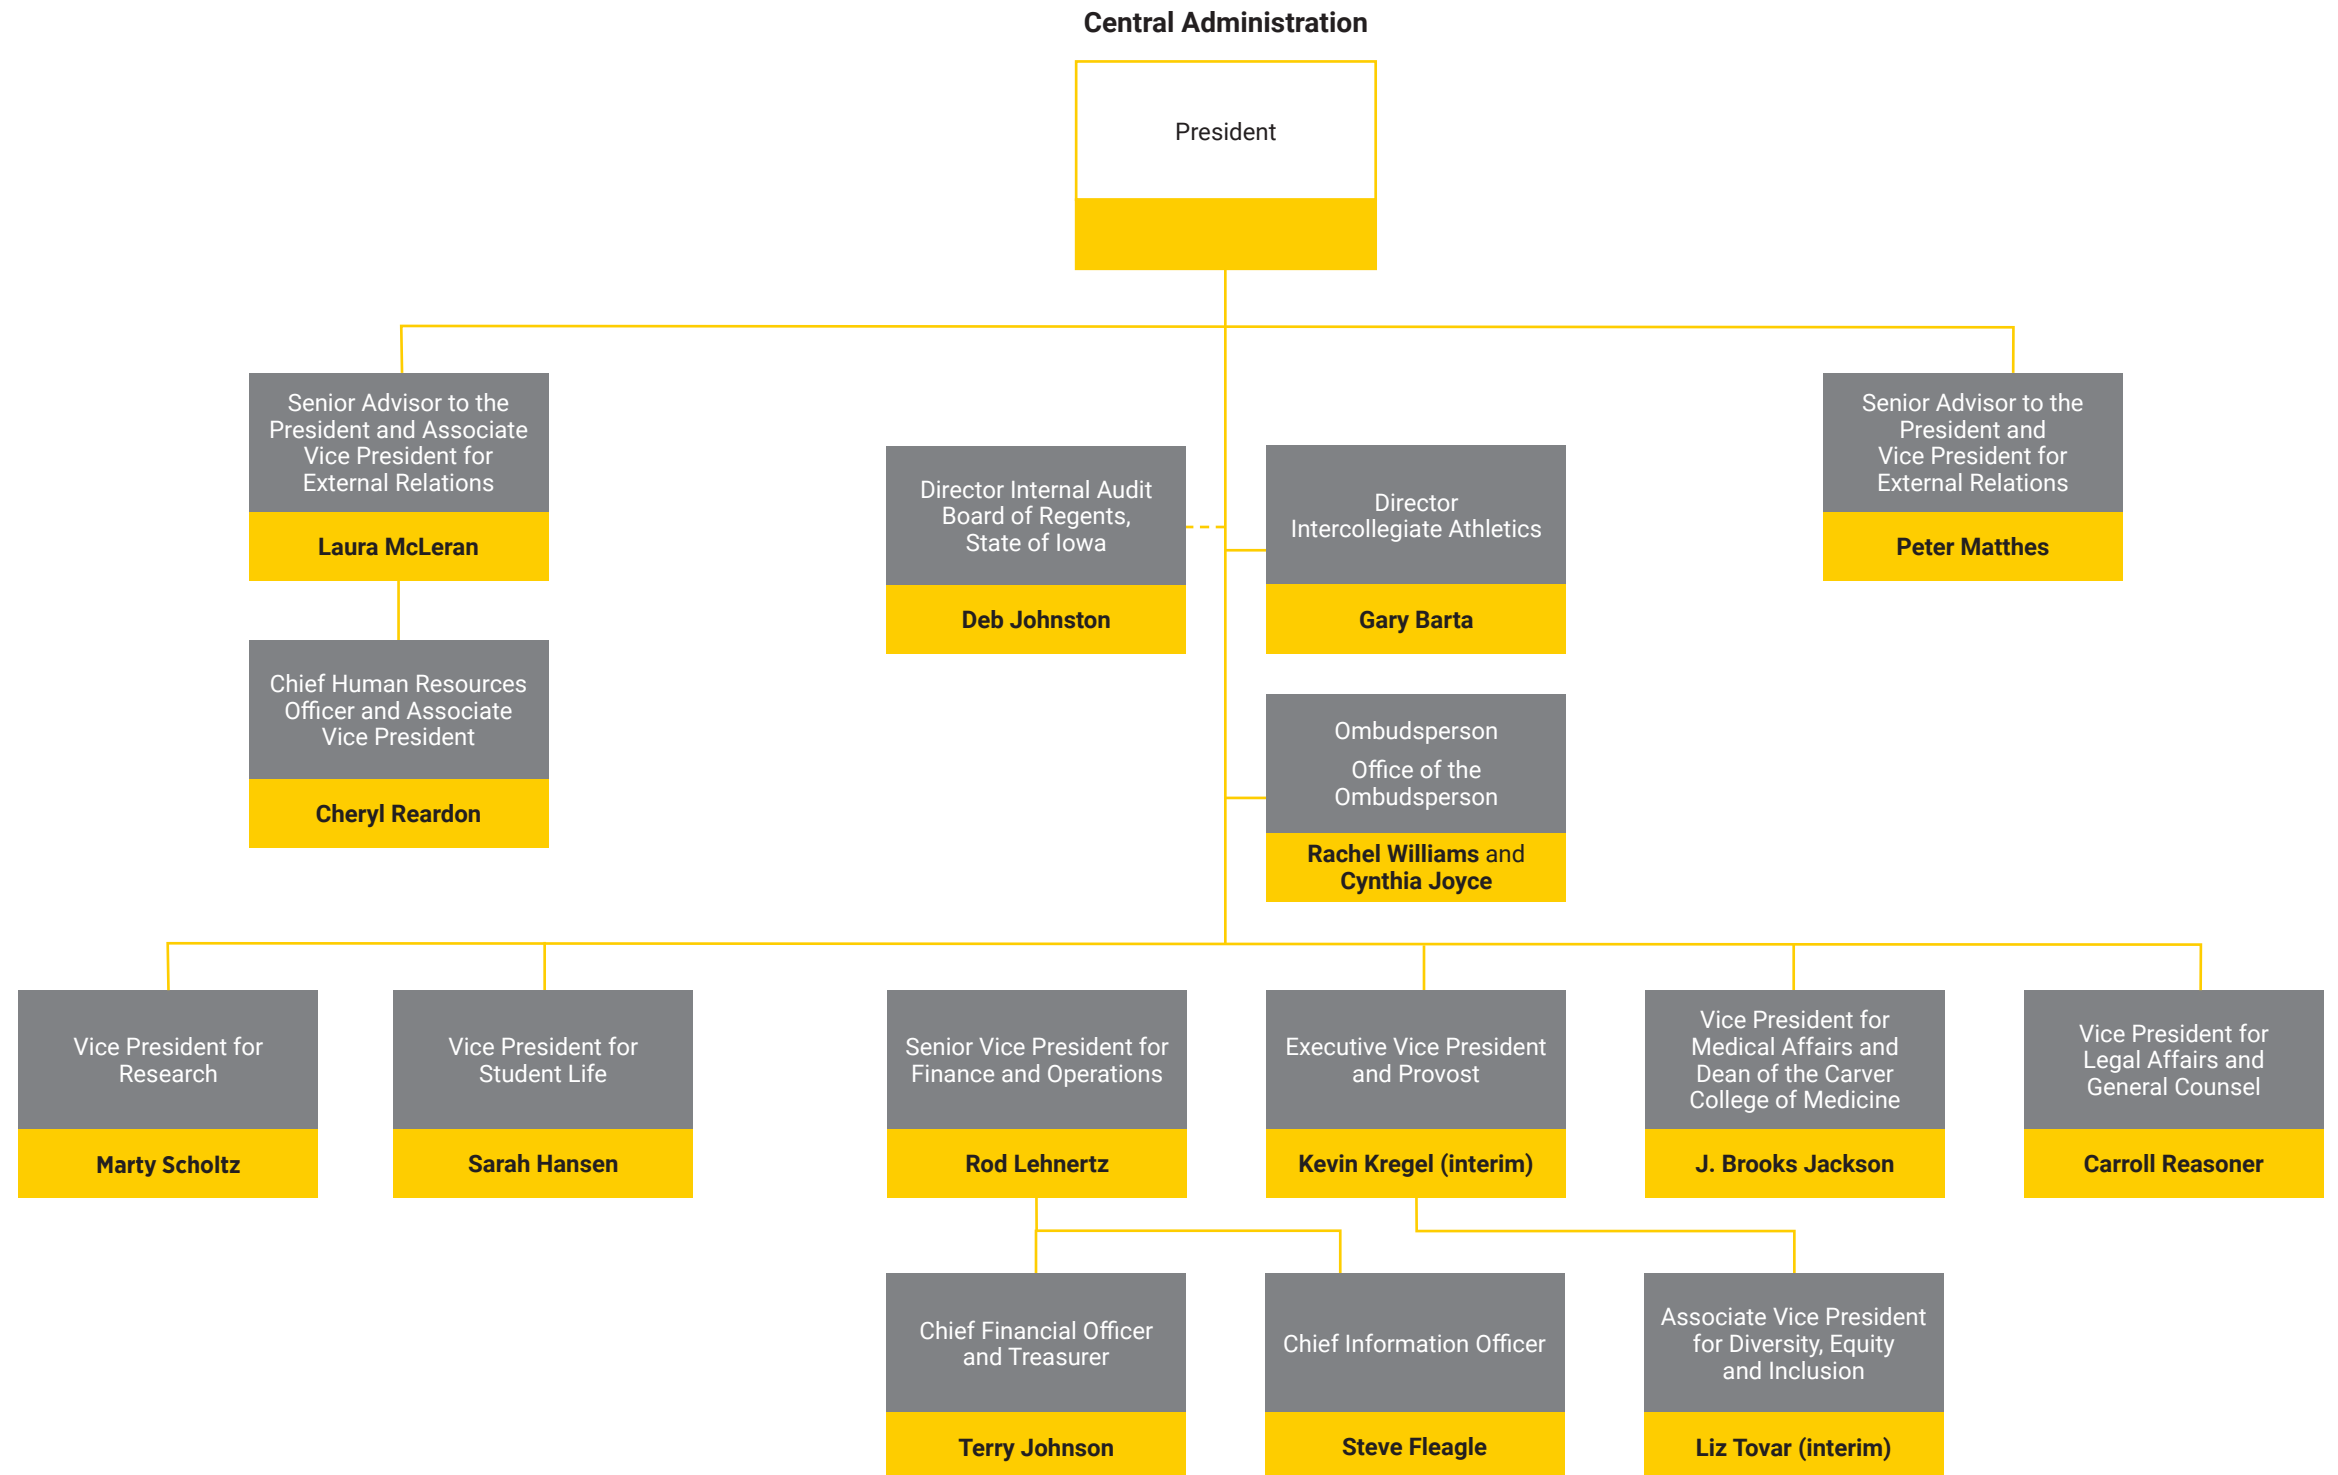 Central Administration
President
Senior Advisor to the
President and Associate
Vice President for
External Relations
Laura McLeran
Director Internal Audit
Board of Regents,
State of Iowa
Deb Johnston
Director
Intercollegiate Athletics
Gary Barta
Senior Advisor to the
President and
Vice President for
External Relations
Peter Matthes
Chief Human Resources
Officer and Associate
Vice President
Cheryl Reardon
Ombudsperson
Office of the
Ombudsperson
Rachel Williams and
Cynthia Joyce
Vice President for
Research
Marty Scholtz
Vice President for
Student Life
Sarah Hansen
Senior Vice President for
Finance and Operations
Rod Lehnertz
Executive Vice President
and Provost
Kevin Kregel (interim)
Vice President for
Medical Affairs and
Dean of the Carver
College of Medicine
J. Brooks Jackson
Vice President for
Legal Affairs and
General Counsel
Carroll Reasoner
Chief Financial Officer
and Treasurer
Terry Johnson
Chief Information Officer
Steve Fleagle
Associate Vice President
for Diversity, Equity
and Inclusion
Liz Tovar (interim)